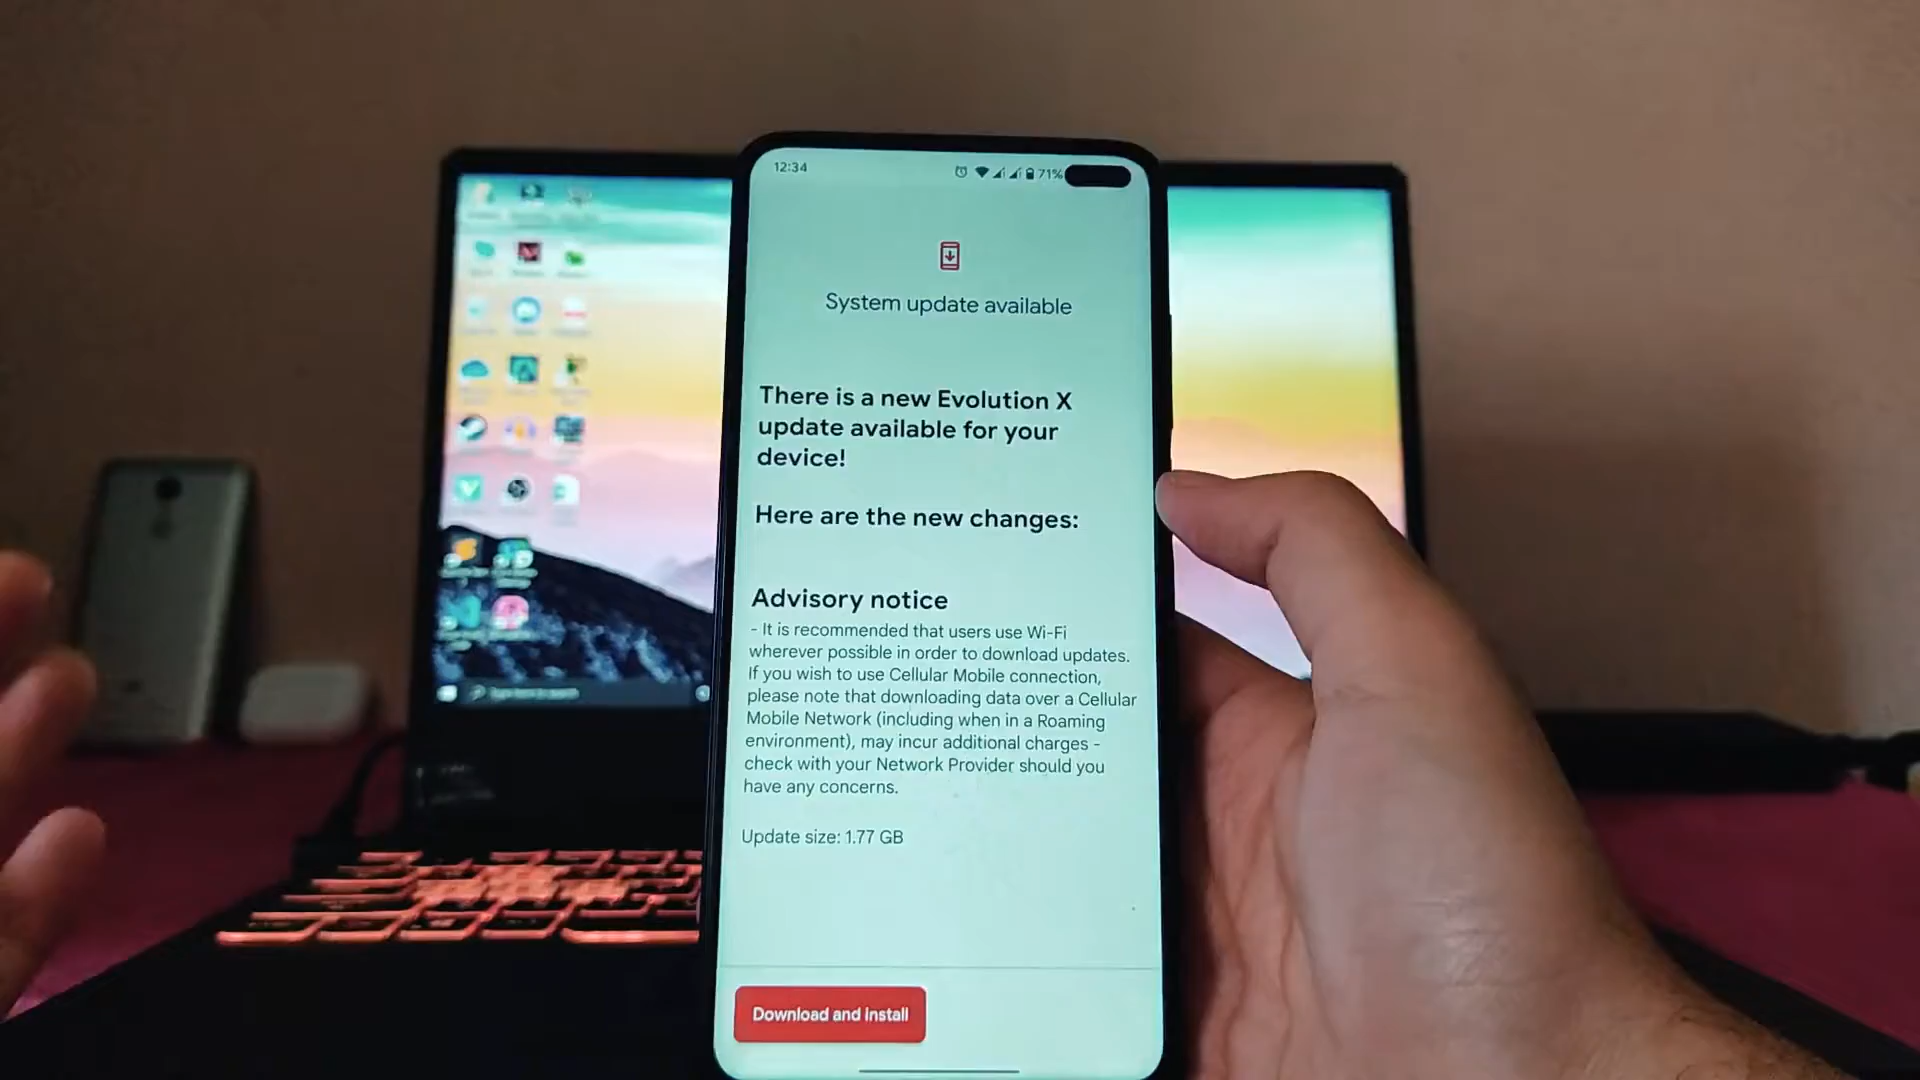 12:34
71%
System update available
There is a new Evolution X
update available for your
device!
Here are the new changes:
Advisory notice
- It is recommended that users use Wi-Fi
wherever possible in order to download updates.
If you wish to use Cellular Mobile connection,
please note that downloading data over a Cellular
Mobile Network (including when in a Roaming
environment), may incur additional charges -
check with your Network Provider should you
have any concerns.
Update size: 1.77 GB
Download and install
Type here to search